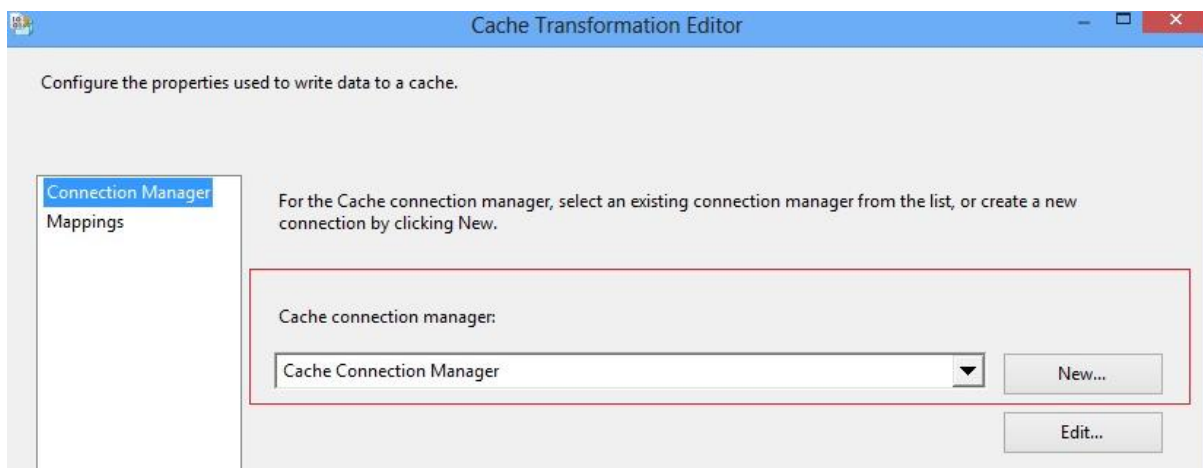 Cache Transformation Editor
Configure the properties used to write data to a cache.
Connection Manager
Mappings
For the Cache connection manager, select an existing connection manager from the list, or create a new
connection by clicking New.
Cache connection manager:
Cache Connection Manager
New...
Edit...